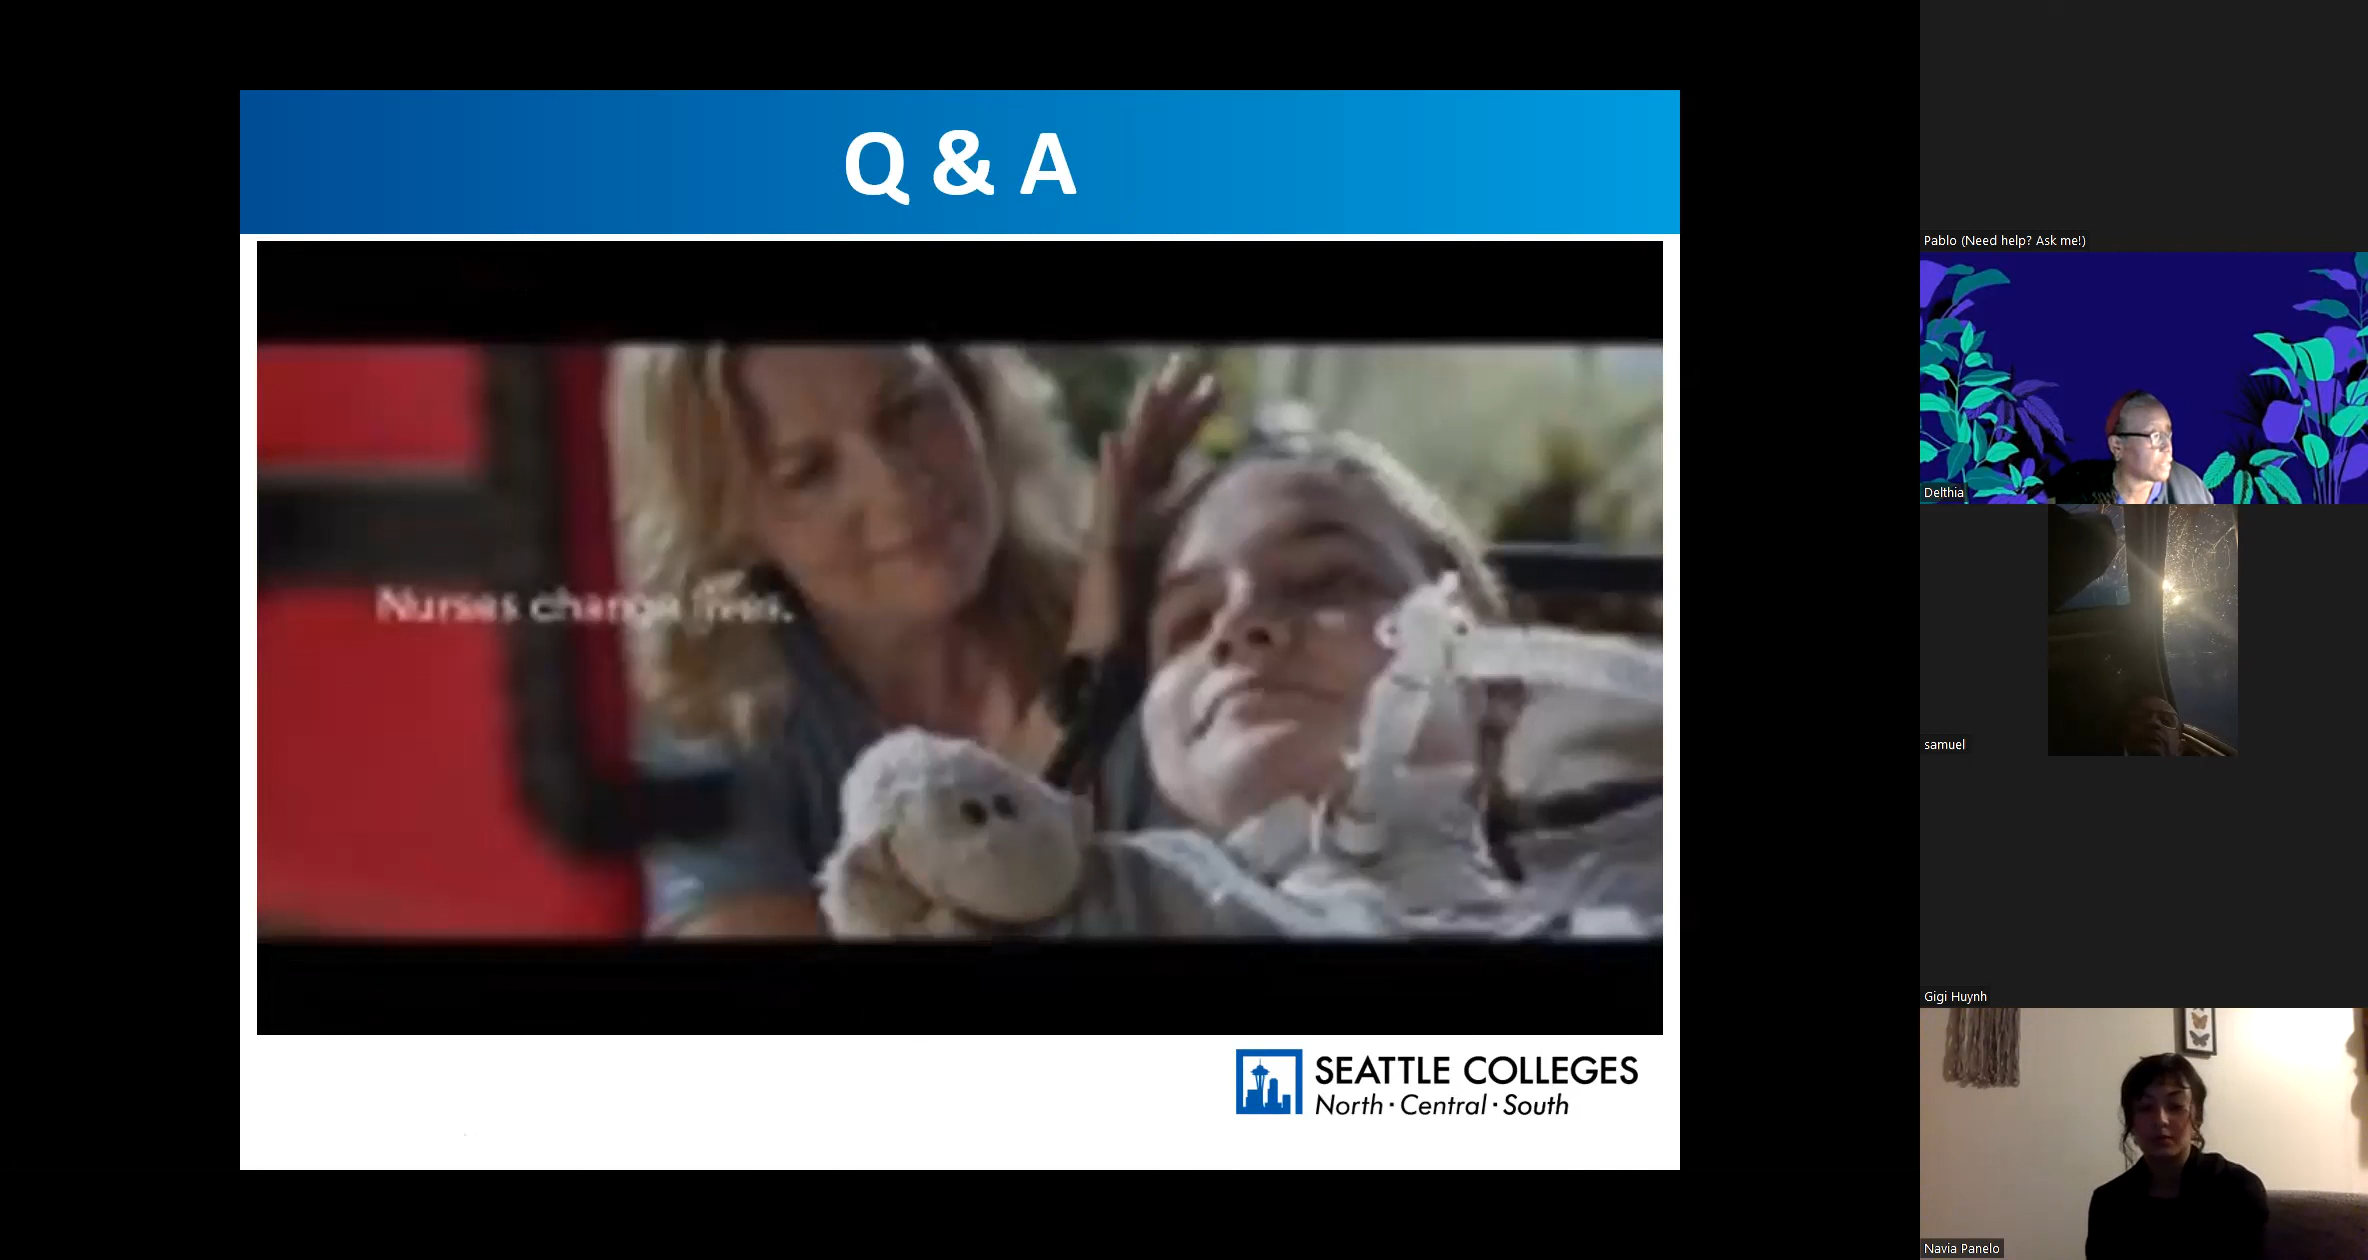 Q & A
Nurses change lives.
SEATTLE COLLEGES
North · Central · South
Pablo (Need help? Ask me!)
Delthia
samuel
Gigi Huynh
Navia Panelo